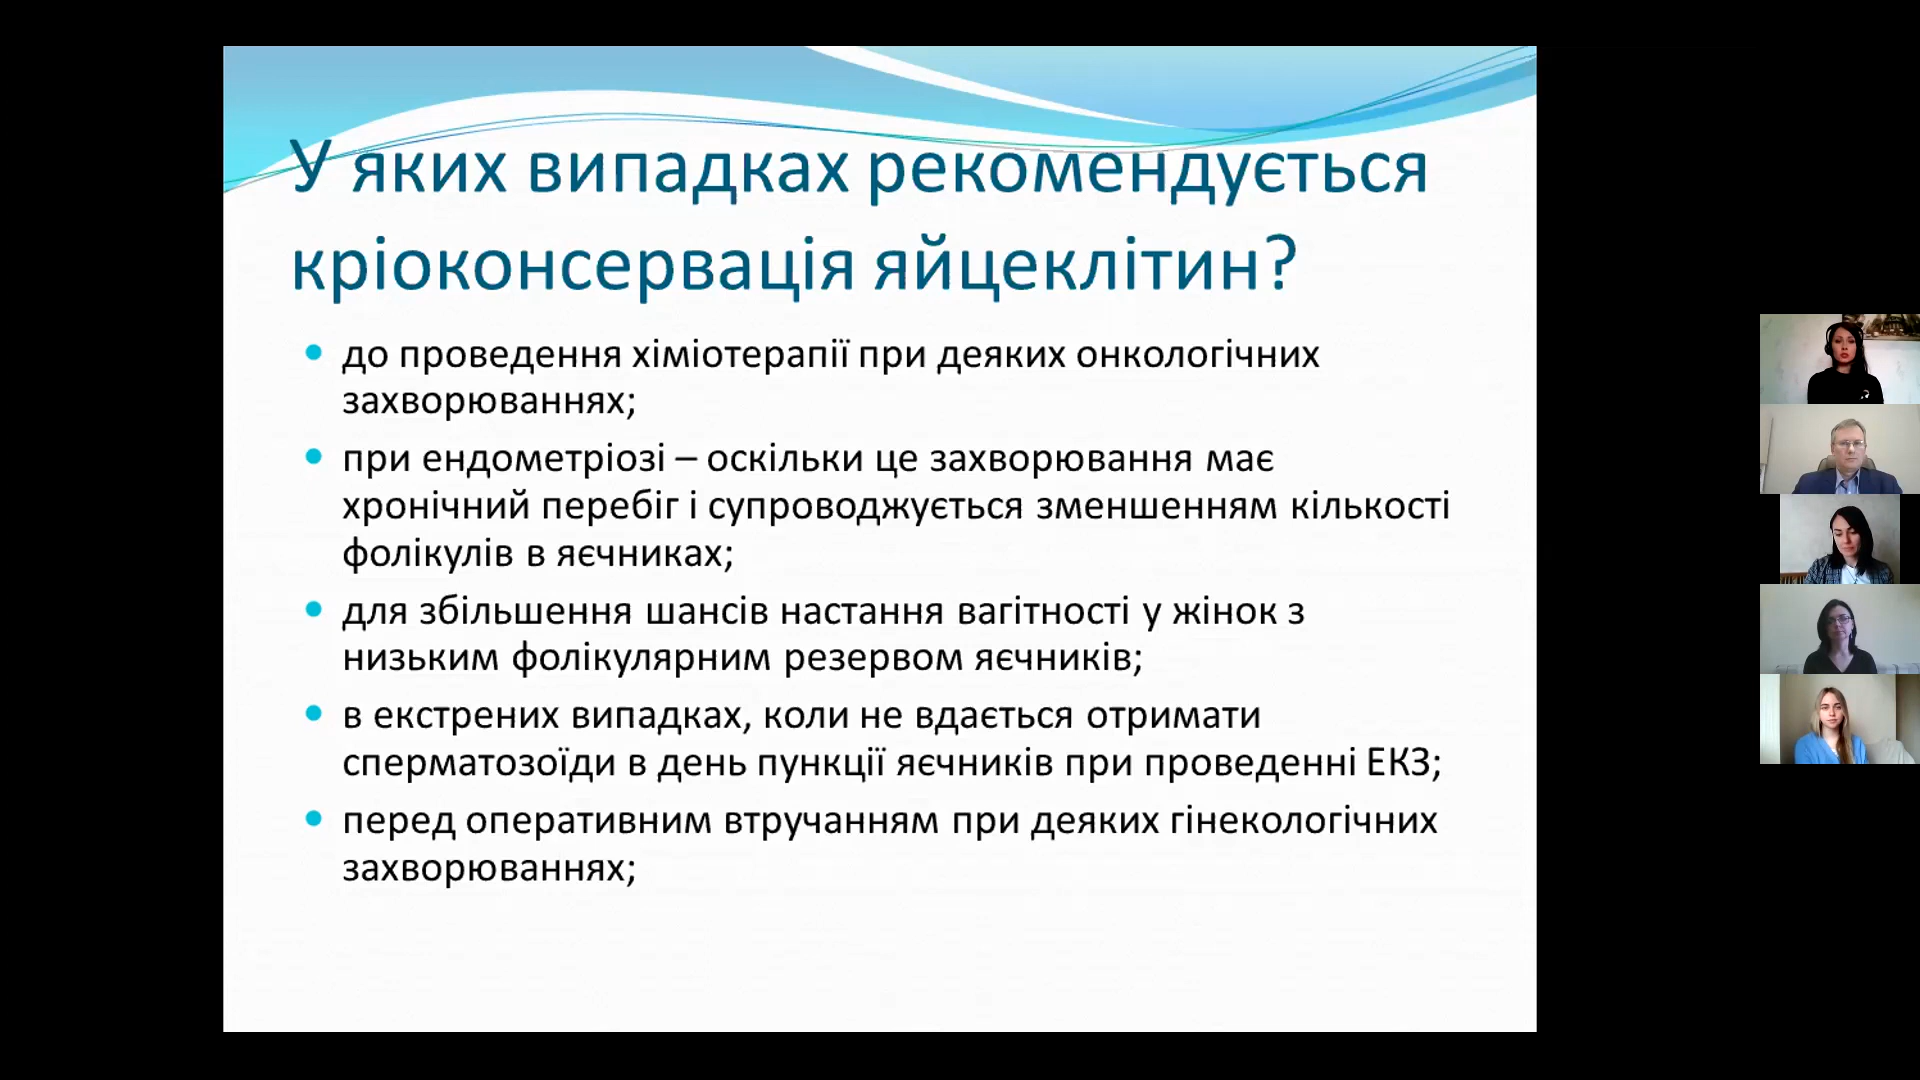 У яких випадках рекомендується
кріоконсервація яйцеклітин?
до проведення хіміотерапії при деяких онкологічних
захворюваннях;
при ендометріозі – оскільки це захворювання має
хронічний перебіг і супроводжується зменшенням кількості
фолікулів в яєчниках;
для збільшення шансів настання вагітності у жінок з
низьким фолікулярним резервом яєчників;
в екстрених випадках, коли не вдається отримати
сперматозоїди в день пункції яєчників при проведенні ЕКЗ;
перед оперативним втручанням при деяких гінекологічних
захворюваннях;